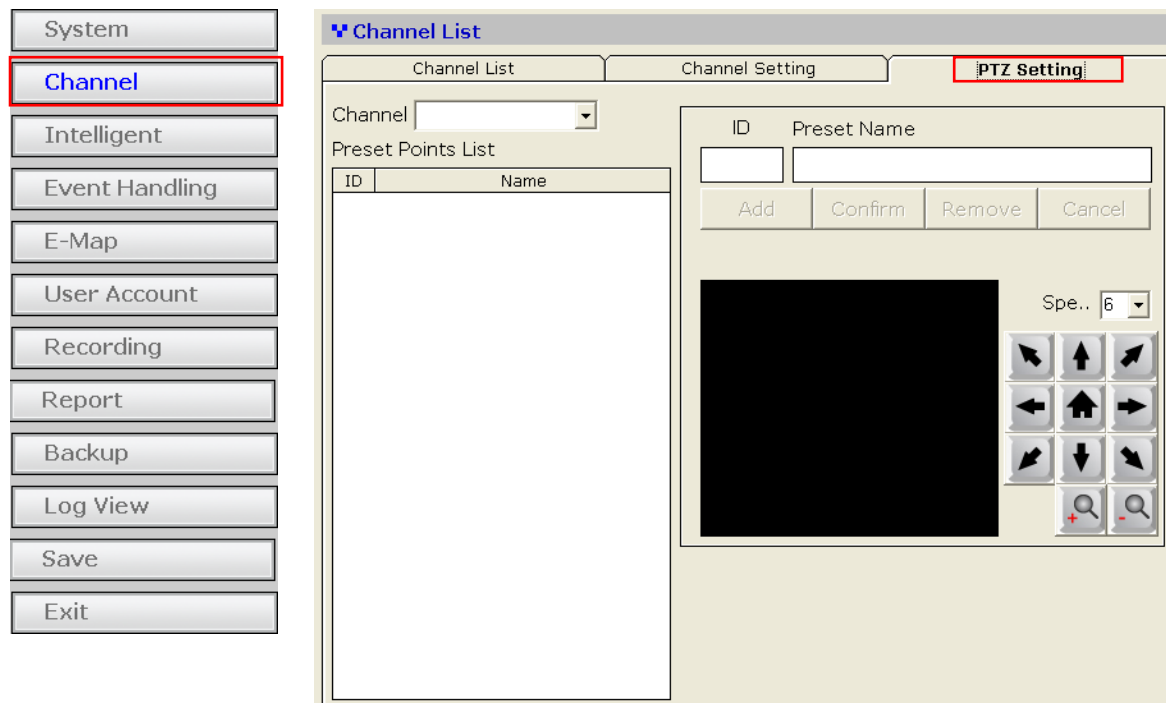 System
Channel
Intelligent
Event Handling
E-Map
User Account
Recording
Report
Backup
Log View
Save
Exit
Channel List
Channel List Channel Setting PTZ Setting
Channel
Preset Points List
ID Name
ID Preset Name
Add Confirm Remove Cancel
Spe.. 6